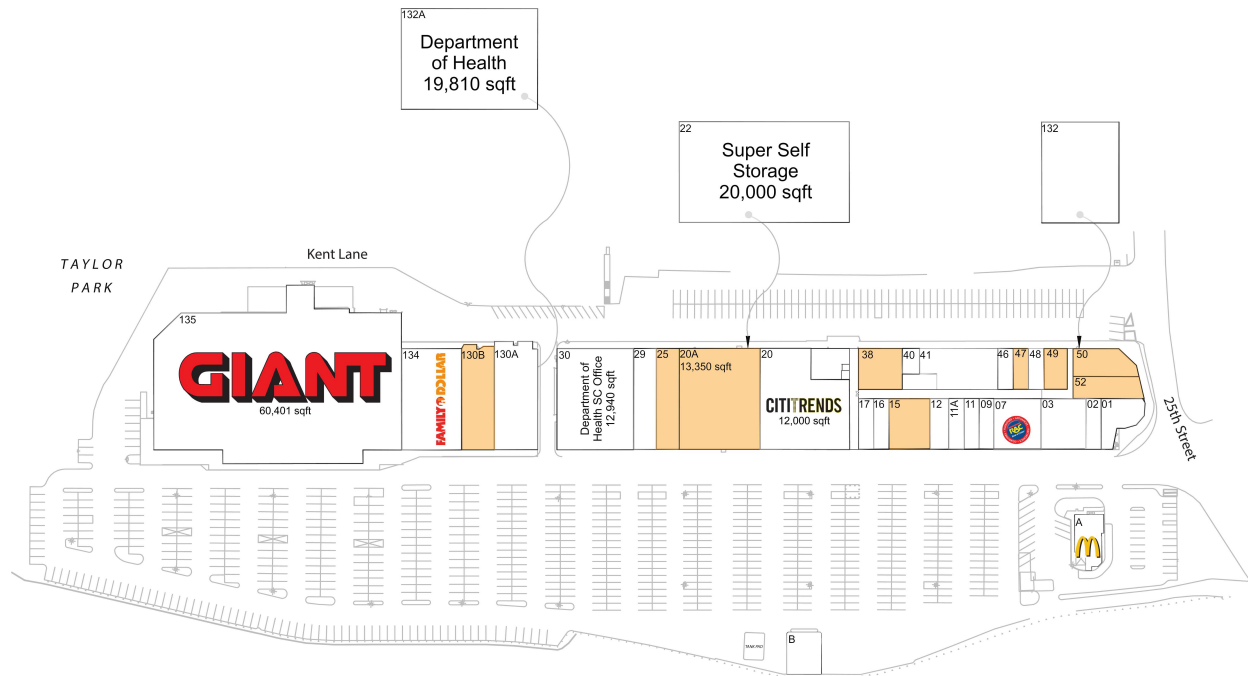 132A
Department
of Health
19,810 sqft
22
Super Self
Storage
20,000 sqft
132
TAYLOR
PARK
Kent Lane
135
GIANT
60,401 sqft
134
FAMILY DOLLAR
130B
130A
30
Department of
Health SC Office
12,940 sqft
29
25
20A
13,350 sqft
20
CITITRENDS
12,000 sqft
38
40
41
46
47
48
49
50
52
17
16
15
12
11A
11
09
07
RAC
03
02
01
25th Street
A
B